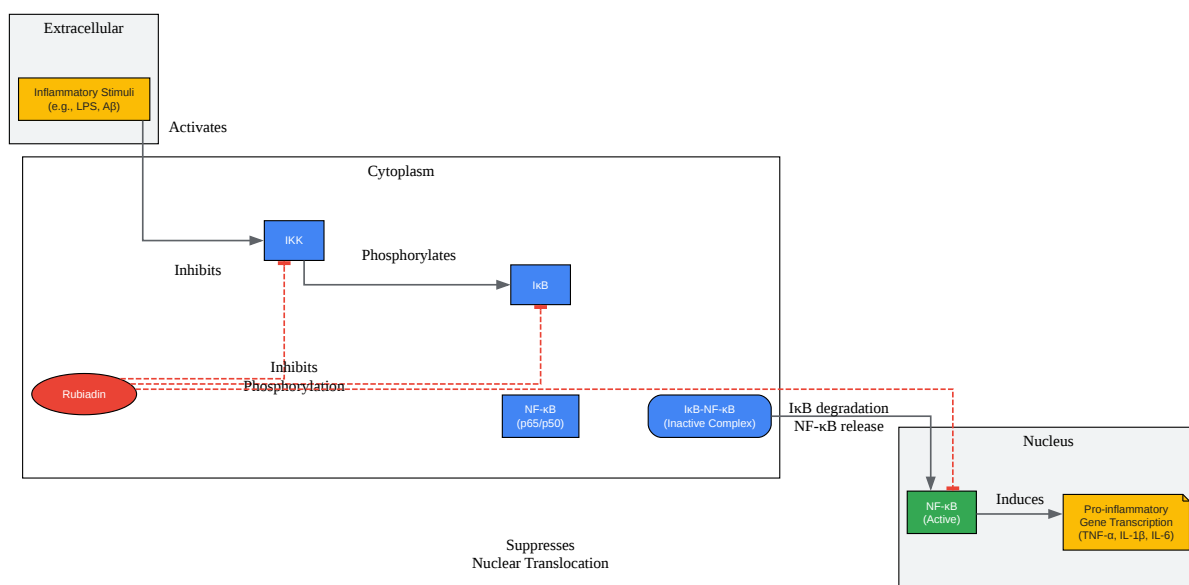 Extracellular
Inflammatory Stimuli
(e.g., LPS, Aβ)
Activates
Cytoplasm
IKK
Inhibits
Phosphorylates
IκB
Inhibits
Phosphorylation
Rubiadin
NF-κB
(p65/p50)
IκB-NF-κB
(Inactive Complex)
IκB degradation
NF-κB release
Nucleus
NF-κB
(Active)
Induces
Pro-inflammatory
Gene Transcription
(TNF-α, IL-1β, IL-6)
Suppresses
Nuclear Translocation